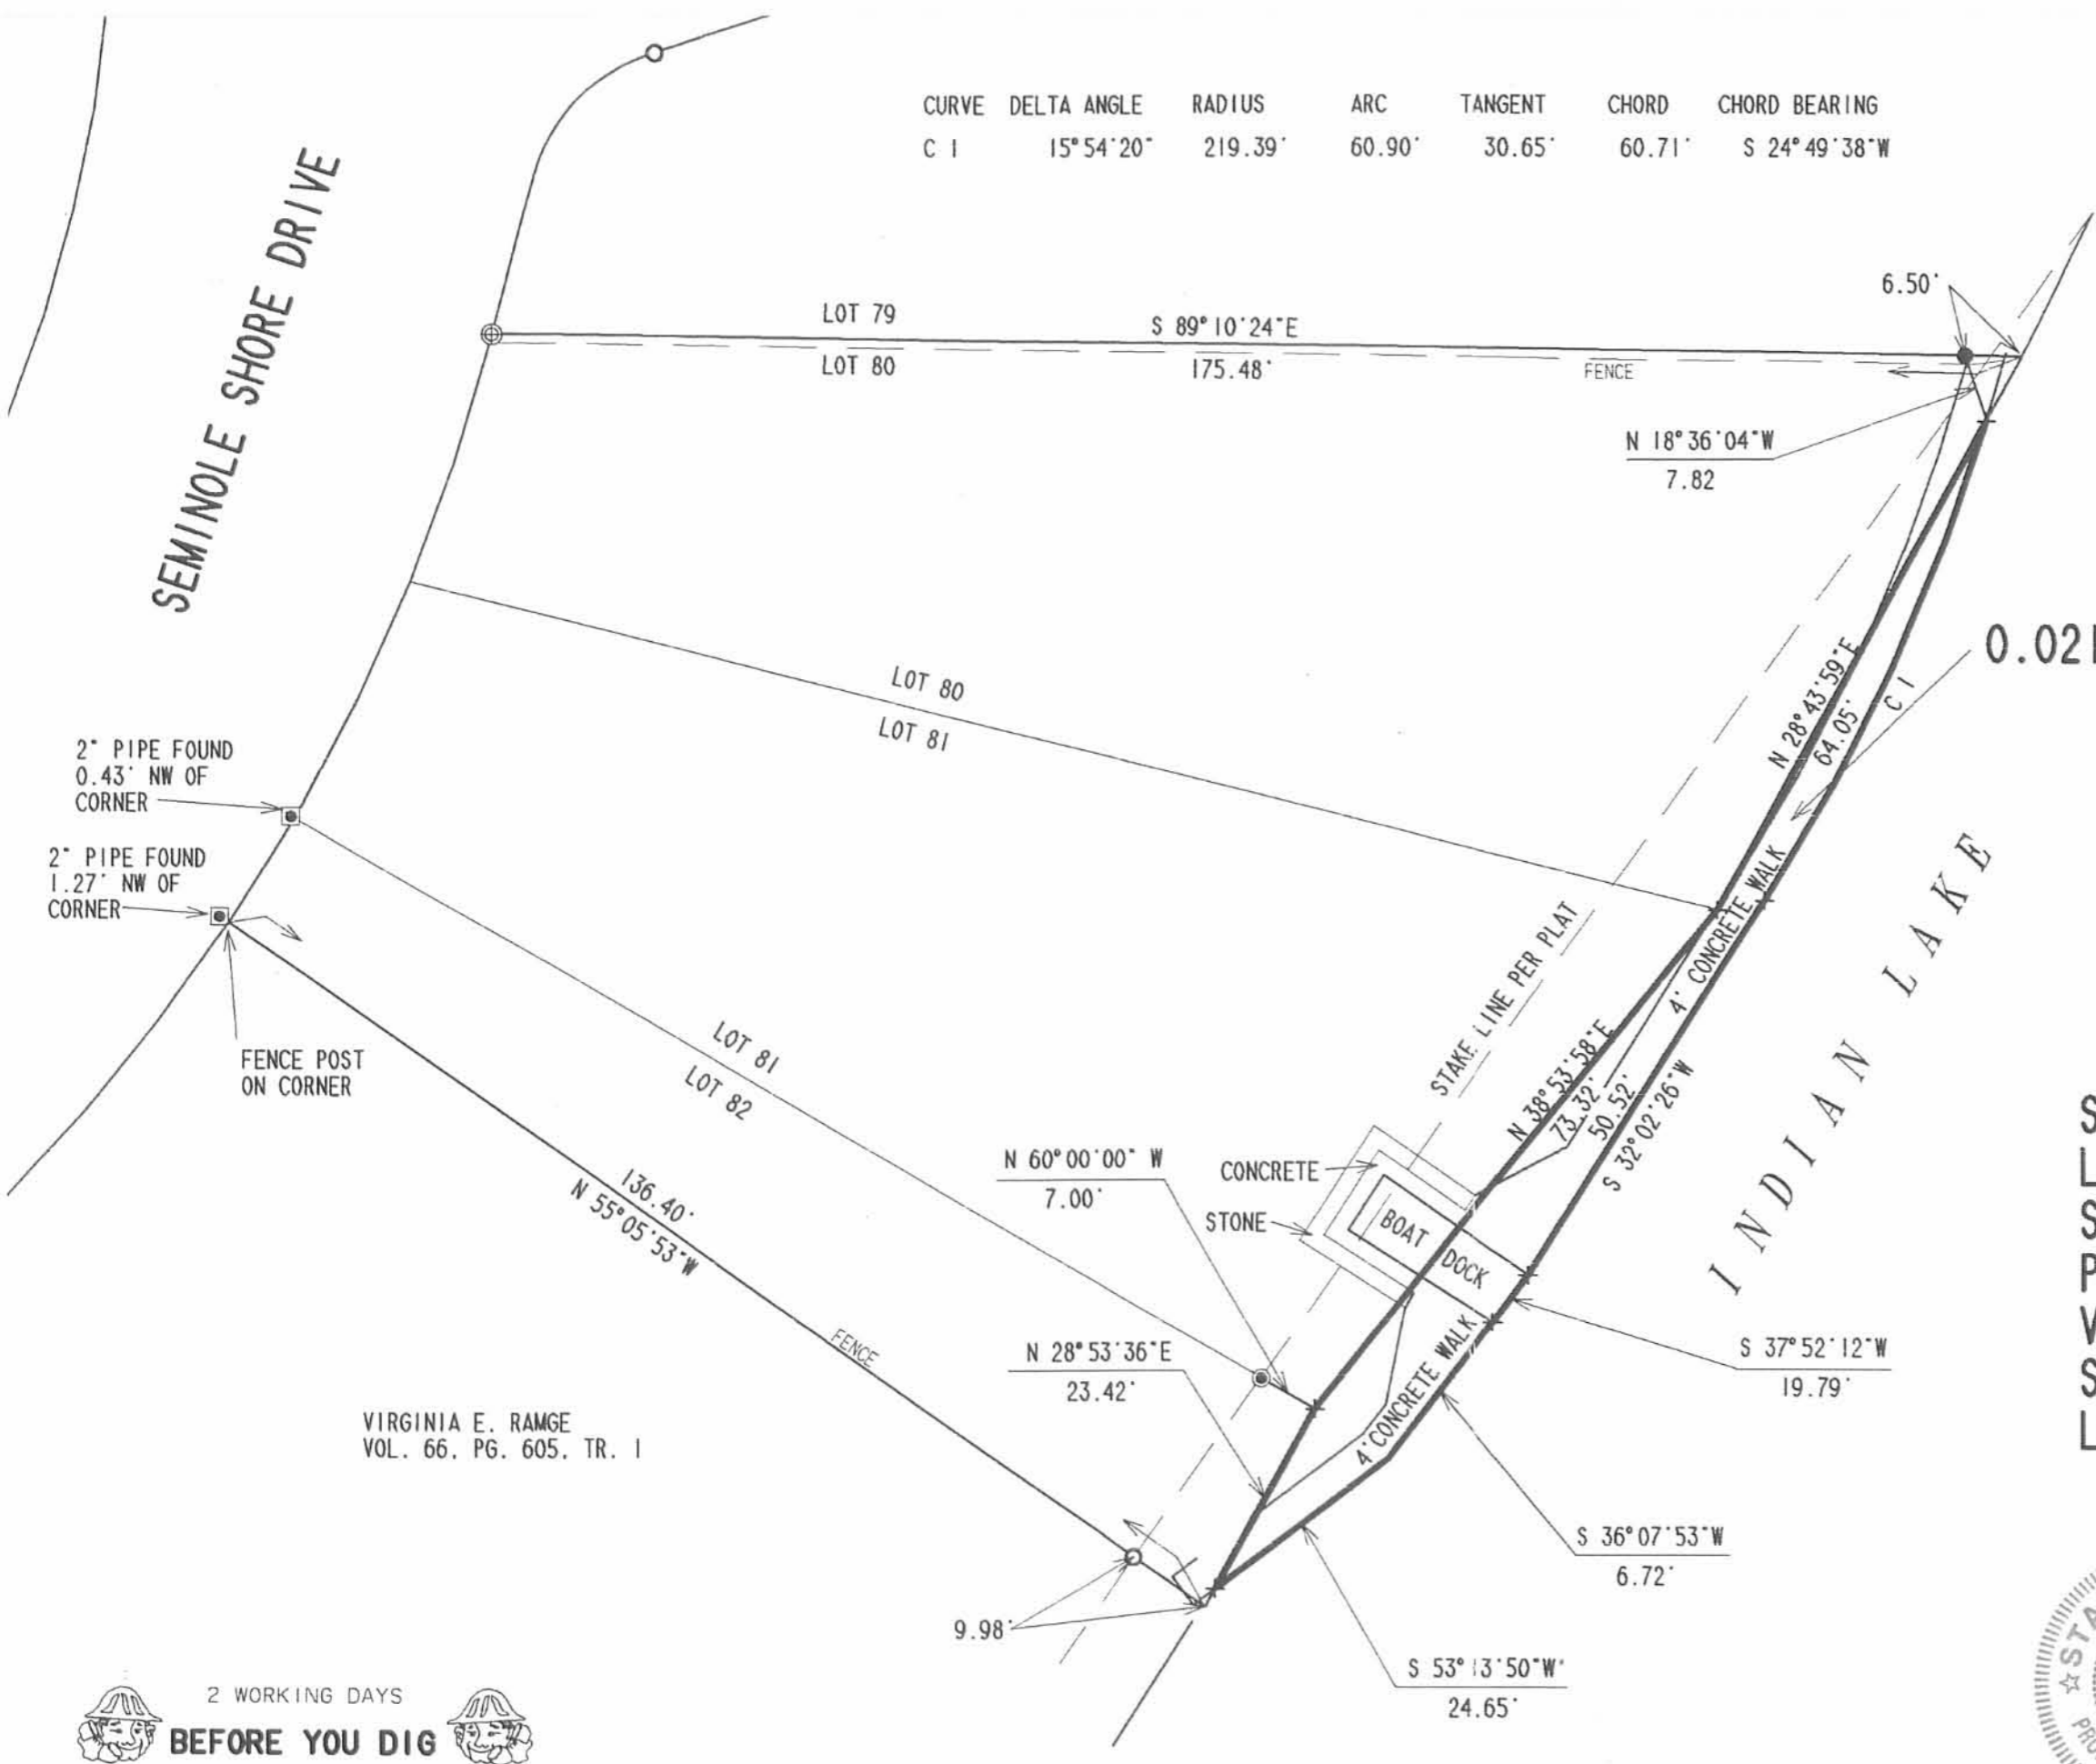 CURVE DELTA ANGLE RADIUS ARC TANGENT CHORD CHORD BEARING
C 1 15°54'20" 219.39' 60.90' 30.65' 60.71' S 24°49'38"W
SEMINOLE SHORE DRIVE
6.50'
LOT 79
S 89°10'24"E
LOT 80
175.48'
FENCE
N 18°36'04"W
7.82
0.021
LOT 80
LOT 81
N 28°43'59"E
64.05'
C 1
2" PIPE FOUND
0.43' NW OF
CORNER
2" PIPE FOUND
1.27' NW OF
CORNER
FENCE POST
ON CORNER
4' CONCRETE WALK
STAKE LINE PER PLAT
INDIAN LAKE
LOT 81
LOT 82
N 38°53'58"E
73.32'
50.52'
S 32°02'26"W
N 60°00'00" W
7.00'
CONCRETE
STONE
BOAT DOCK
136.40'
N 55°05'53"W
FENCE
N 28°53'36"E
23.42'
4' CONCRETE WALK
S 37°52'12"W
19.79'
VIRGINIA E. RAMGE
VOL. 66, PG. 605, TR. 1
S 36°07'53"W
6.72'
9.98'
S 53°13'50"W
24.65'
S
L
S
P
V
S
L
2 WORKING DAYS
BEFORE YOU DIG